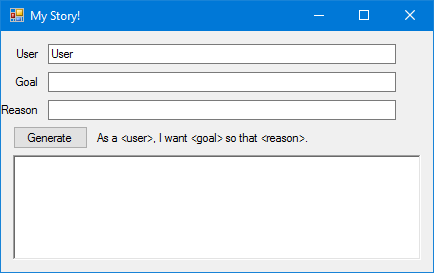 My Story!
User User
Goal
Reason
Generate As a <user>, I want <goal> so that <reason>.